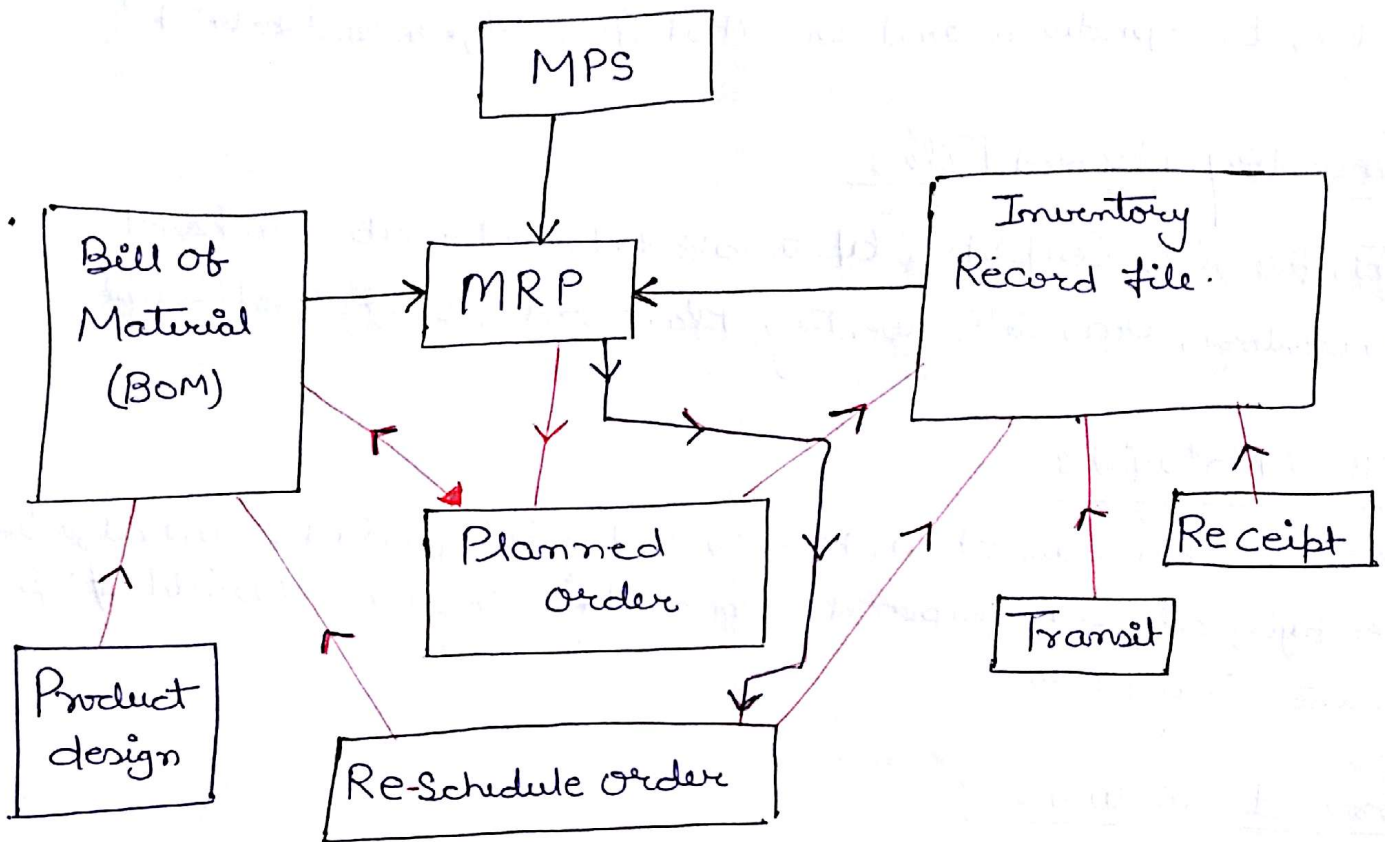 MPS
Bill of
Material
(BOM)
MRP
Inventory
Record file.
Planned
order
Receipt
Transit
Product
design
Re-Schedule order